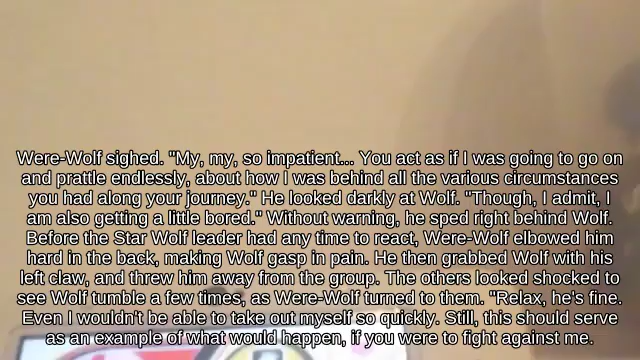 Were-Wolf sighed. "My, my, so impatient... You act as if I was going to go on
and prattle endlessly, about how I was behind all the various circumstances
you had along your journey." He looked darkly at Wolf. "Though, I admit, I
am also getting a little bored." Without warning, he sped right behind Wolf.
Before the Star Wolf leader had any time to react, Were-Wolf elbowed him
hard in the back, making Wolf gasp in pain. He then grabbed Wolf with his
left claw, and threw him away from the group. The others looked shocked to
see Wolf tumble a few times, as Were-Wolf turned to them. "Relax, he's fine.
Even I wouldn't be able to take out myself so quickly. Still, this should serve
as an example of what would happen, if you were to fight against me.